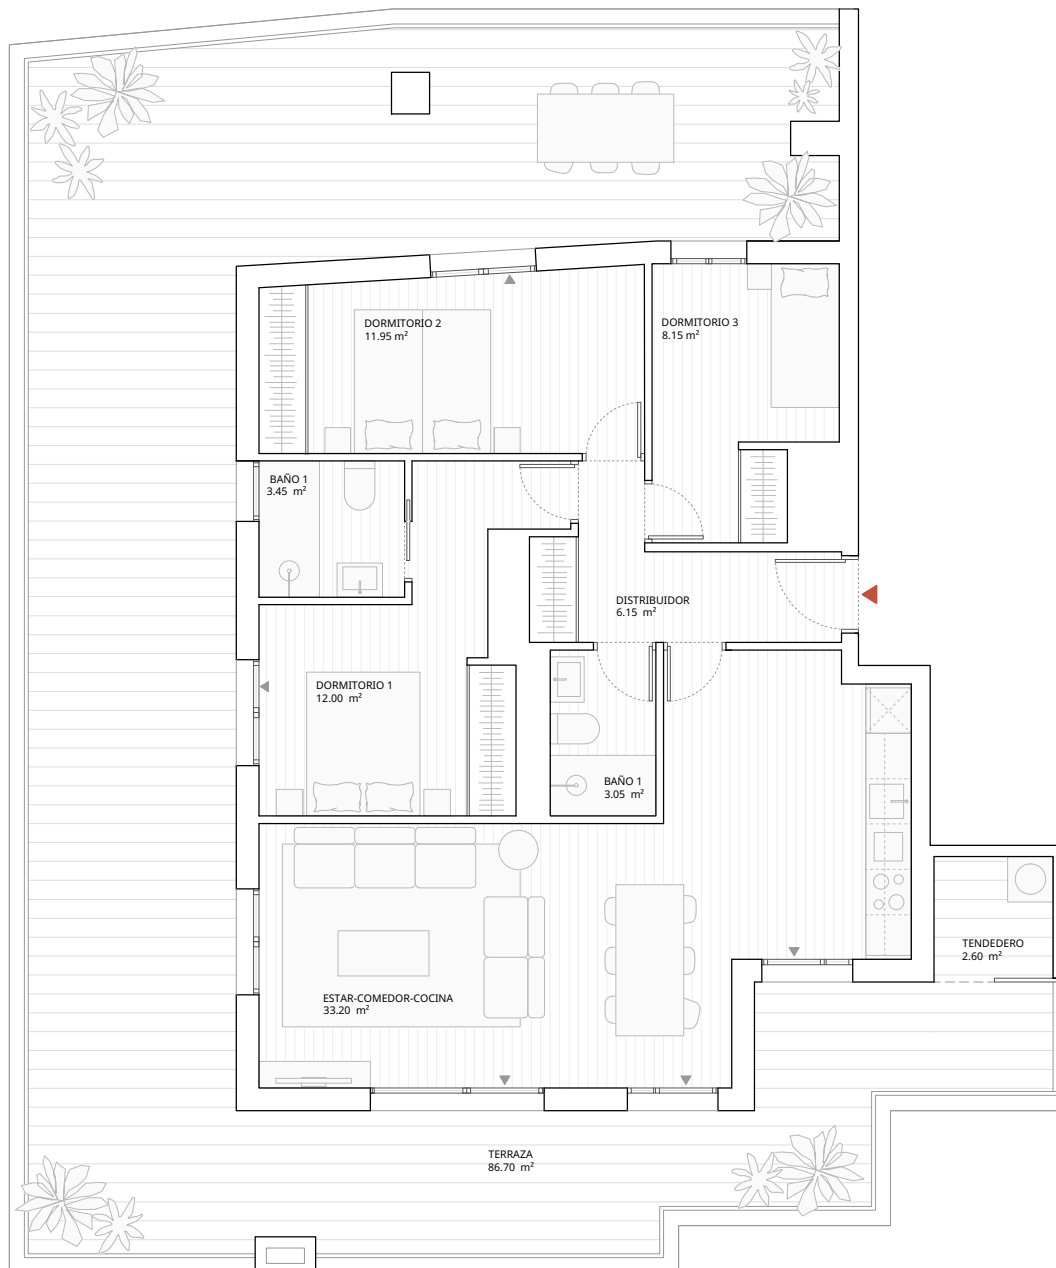 DORMITORIO 2
11.95 m²
DORMITORIO 3
8.15 m²
BAÑO 1
3.45 m²
DISTRIBUIDOR
6.15 m²
DORMITORIO 1
12.00 m²
BAÑO 1
3.05 m²
TENDEDERO
2.60 m²
ESTAR-COMEDOR-COCINA
33.20 m²
TERRAZA
86.70 m²